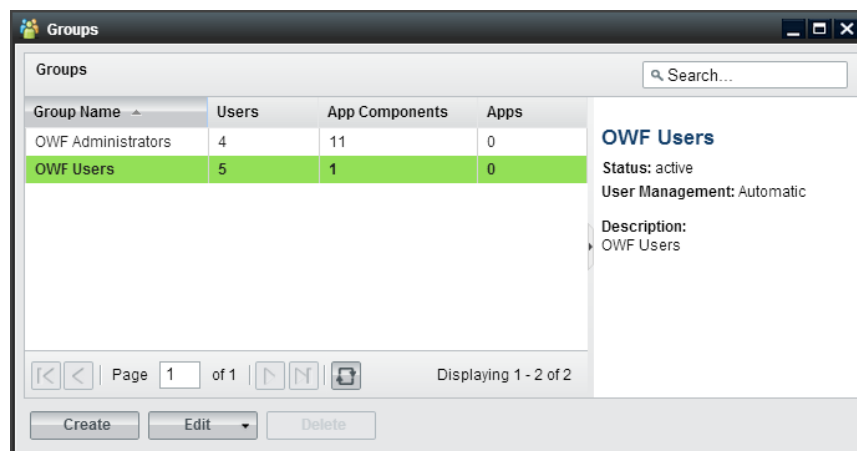 Groups
Groups
Search...
Group Name Users App Components Apps
OWF Administrators 4 11 0
OWF Users 5 1 0
OWF Users
Status: active
User Management: Automatic
Description:
OWF Users
Page 1 of 1 Displaying 1 - 2 of 2
Create Edit Delete